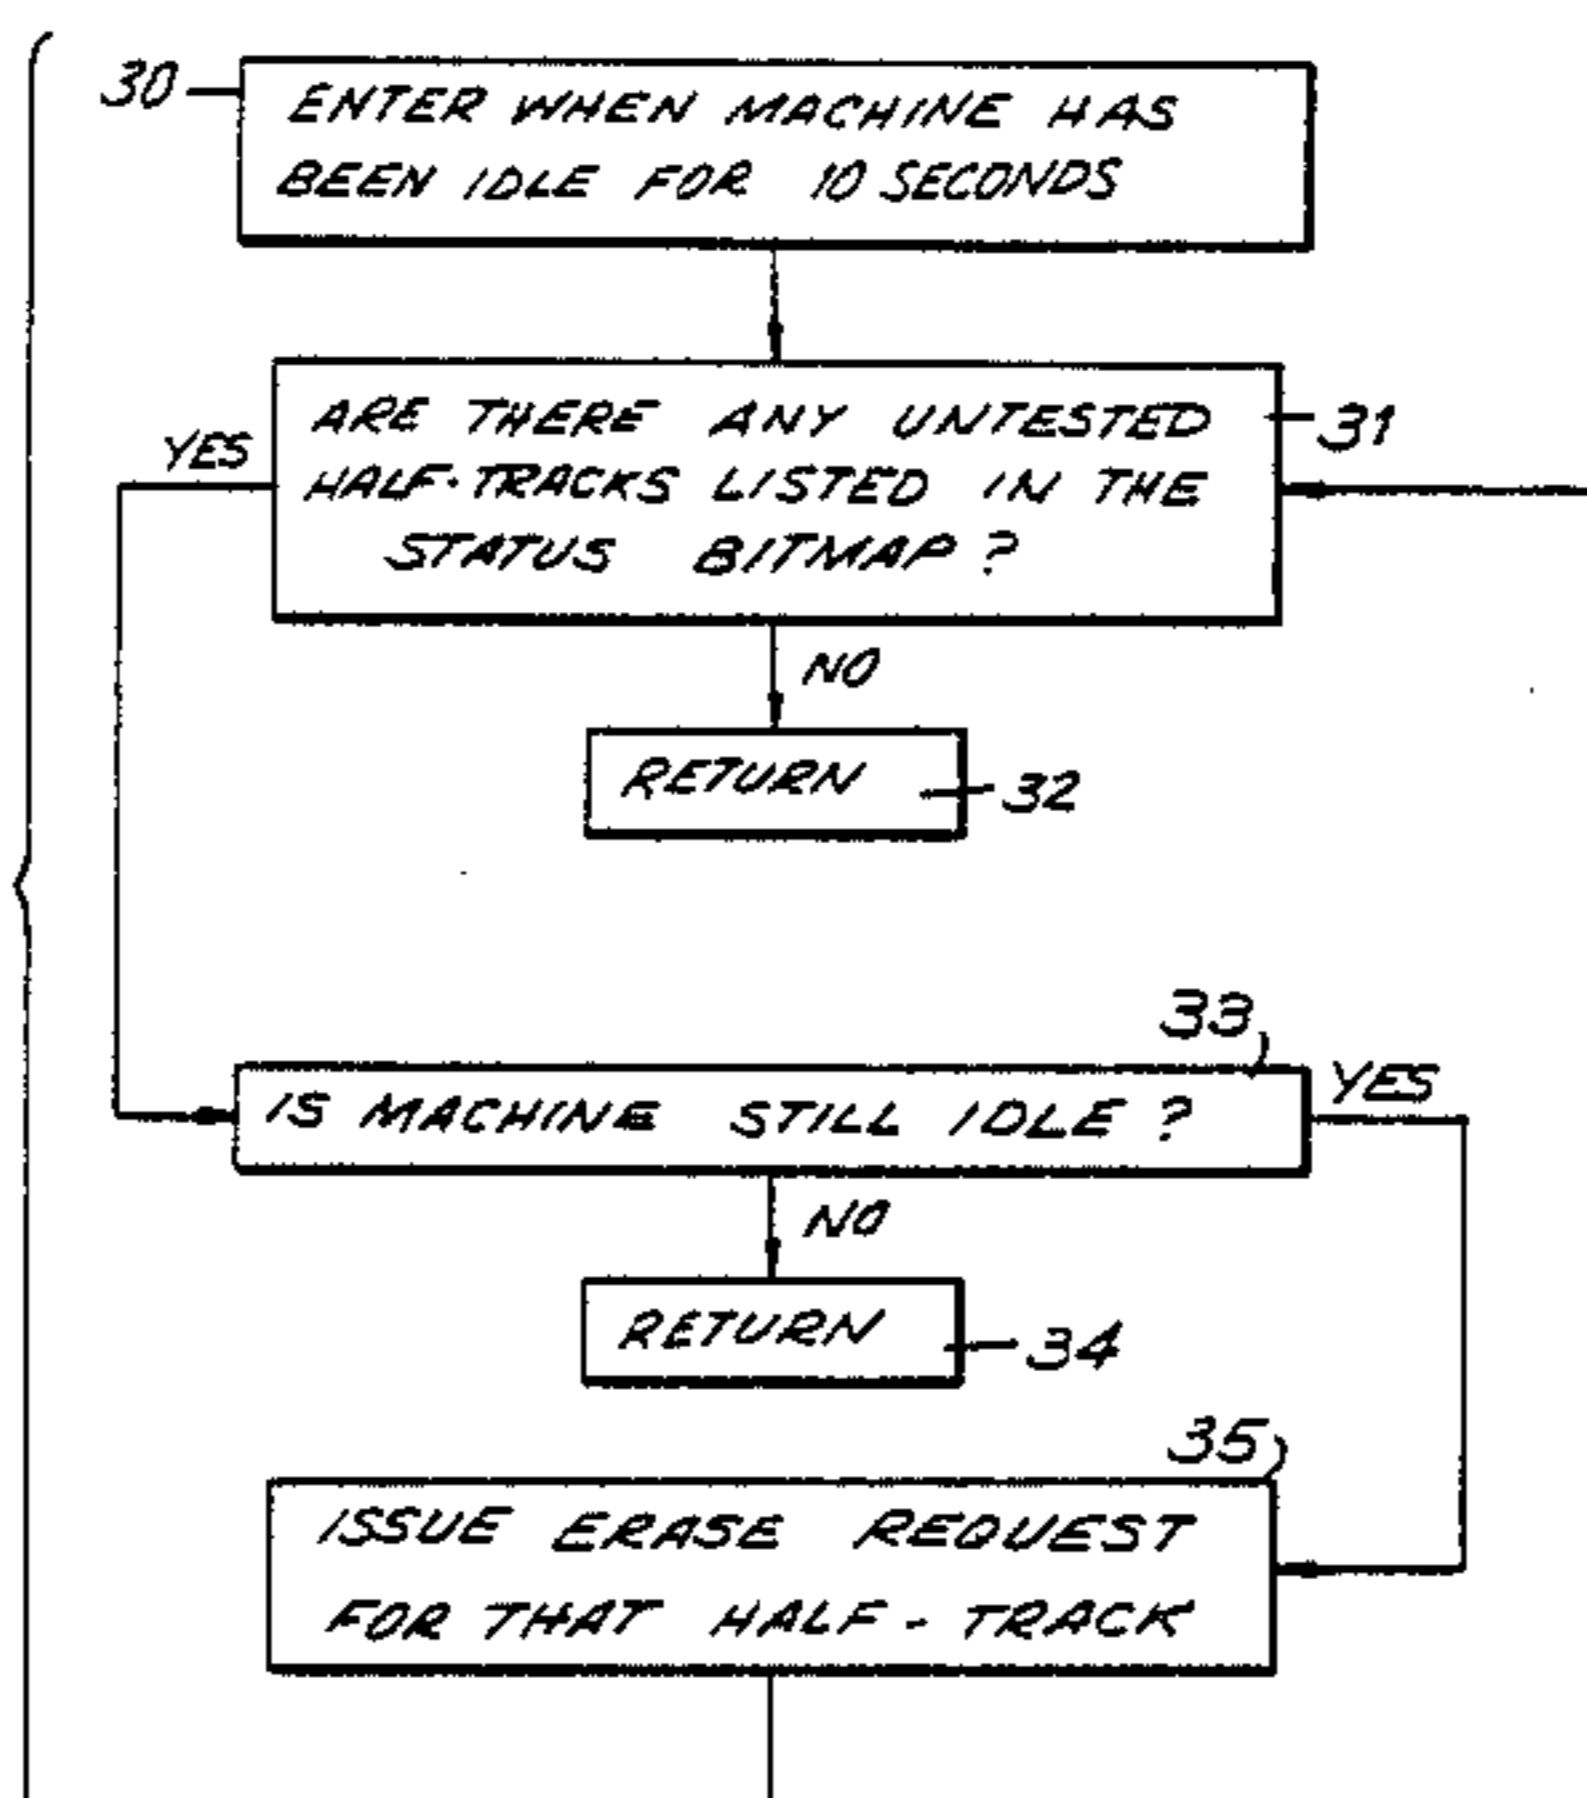 30
ENTER WHEN MACHINE HAS
BEEN IDLE FOR 10 SECONDS
ARE THERE ANY UNTESTED
HALF-TRACKS LISTED IN THE
STATUS BITMAP?
31
YES
NO
RETURN
32
33
IS MACHINE STILL IDLE?
YES
NO
RETURN
34
35
ISSUE ERASE REQUEST
FOR THAT HALF-TRACK